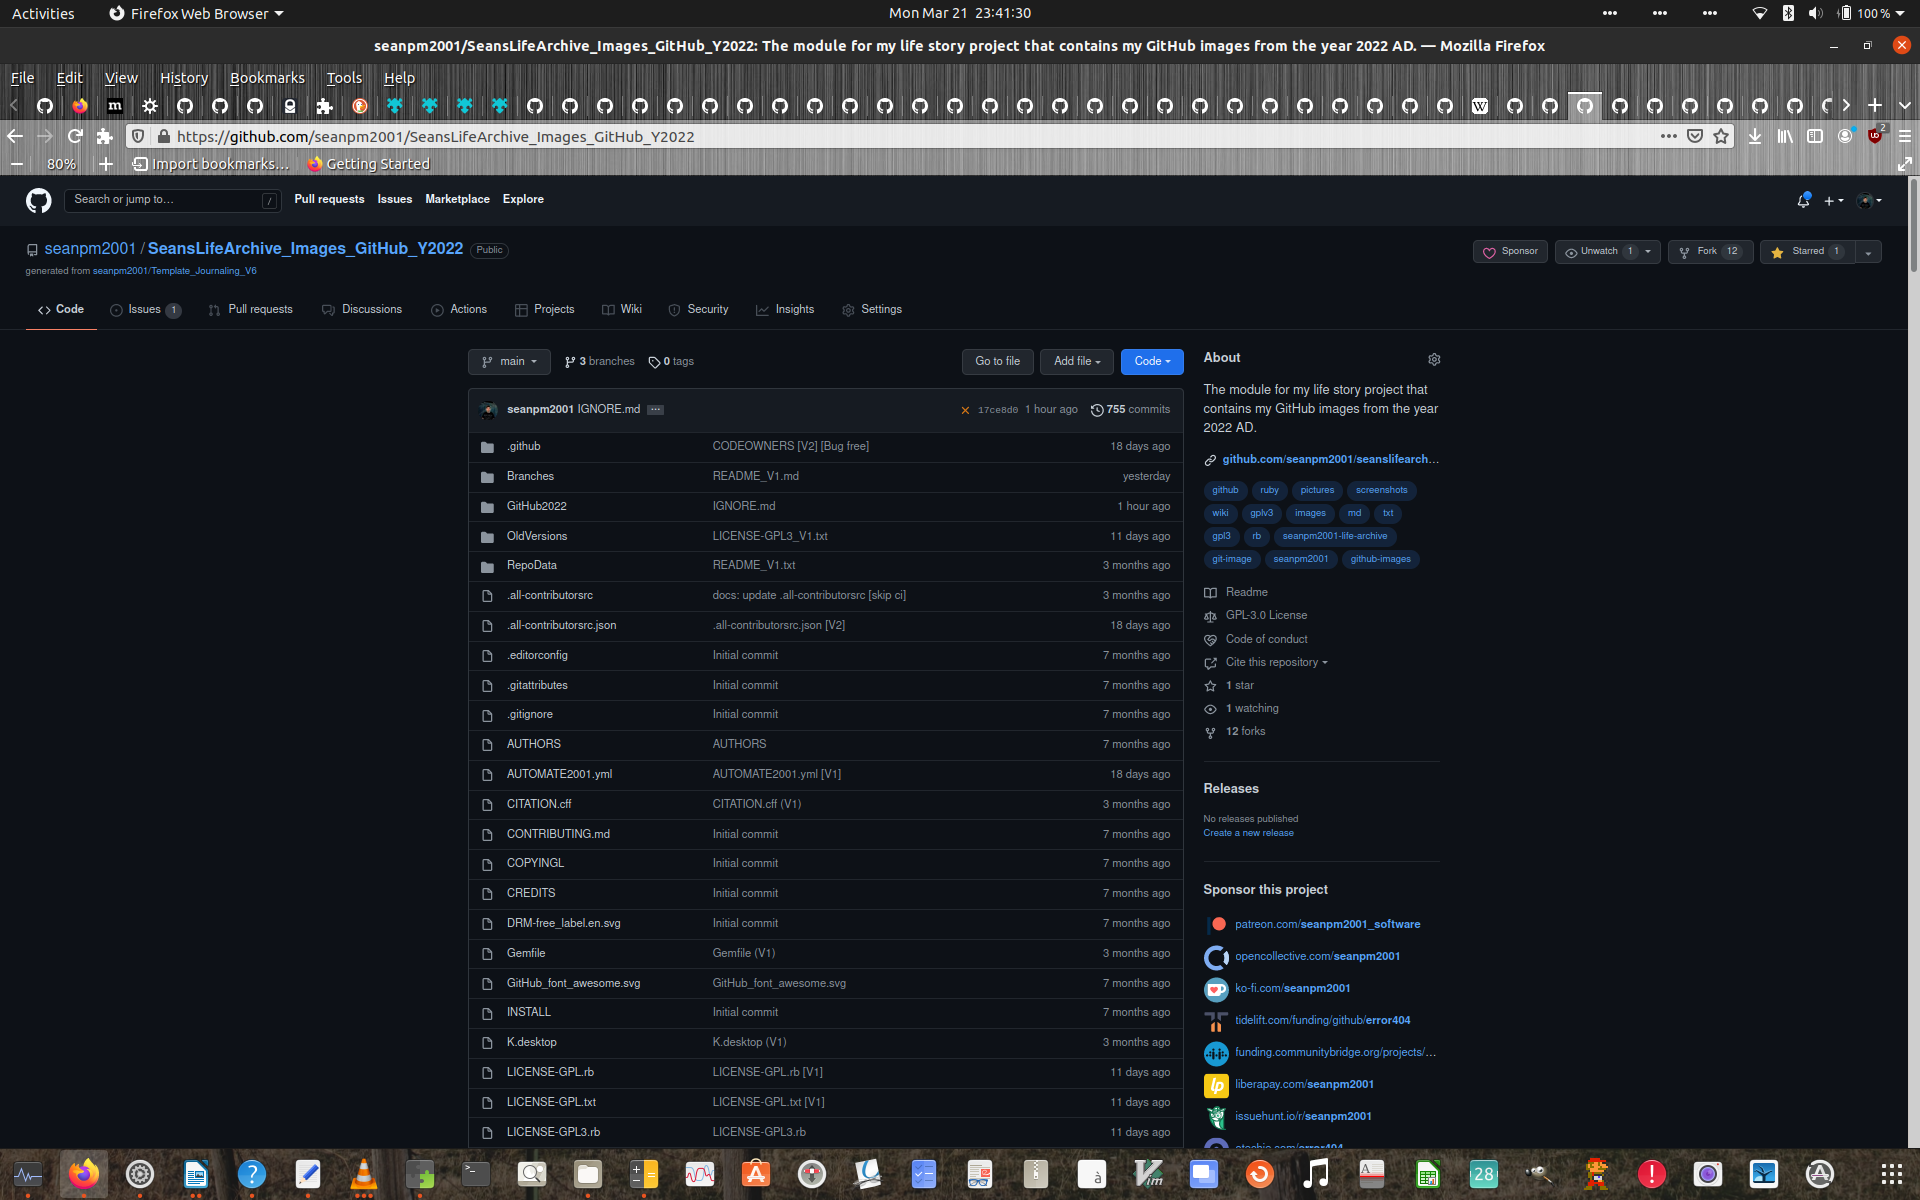 Activities
Firefox Web Browser
Mon Mar 21 23:41:30
100 %
seanpm2001/SeansLifeArchive_Images_GitHub_Y2022: The module for my life story project that contains my GitHub images from the year 2022 AD. — Mozilla Firefox
File Edit View History Bookmarks Tools Help
https://github.com/seanpm2001/SeansLifeArchive_Images_GitHub_Y2022
2
80%
Import bookmarks...
Getting Started
Search or jump to...
/
Pull requests Issues Marketplace Explore
seanpm2001 / SeansLifeArchive_Images_GitHub_Y2022 Public
Sponsor Unwatch 1 Fork 12 Starred 1
generated from seanpm2001/Template_Journaling_V6
Code Issues 1 Pull requests Discussions Actions Projects Wiki Security Insights Settings
main 3 branches 0 tags Go to file Add file Code
seanpm2001 IGNORE.md ... 17ce8d0 1 hour ago 755 commits
.github CODEOWNERS [V2] [Bug free] 18 days ago
Branches README_V1.md yesterday
GitHub2022 IGNORE.md 1 hour ago
OldVersions LICENSE-GPL3_V1.txt 11 days ago
RepoData README_V1.txt 3 months ago
.all-contributorsrc docs: update .all-contributorsrc [skip ci] 3 months ago
.all-contributorsrc.json .all-contributorsrc.json [V2] 18 days ago
.editorconfig Initial commit 7 months ago
.gitattributes Initial commit 7 months ago
.gitignore Initial commit 7 months ago
AUTHORS AUTHORS 7 months ago
AUTOMATE2001.yml AUTOMATE2001.yml [V1] 18 days ago
CITATION.cff CITATION.cff (V1) 3 months ago
CONTRIBUTING.md Initial commit 7 months ago
COPYINGL Initial commit 7 months ago
CREDITS Initial commit 7 months ago
DRM-free_label.en.svg Initial commit 7 months ago
Gemfile Gemfile (V1) 3 months ago
GitHub_font_awesome.svg GitHub_font_awesome.svg 7 months ago
INSTALL Initial commit 7 months ago
K.desktop K.desktop (V1) 3 months ago
LICENSE-GPL.rb LICENSE-GPL.rb [V1] 11 days ago
LICENSE-GPL.txt LICENSE-GPL.txt [V1] 11 days ago
LICENSE-GPL3.rb LICENSE-GPL3.rb 11 days ago
About
The module for my life story project that
contains my GitHub images from the year
2022 AD.
github.com/seanpm2001/seanslifearch...
github ruby pictures screenshots
wiki gplv3 images md txt
gpl3 rb seanpm2001-life-archive
git-image seanpm2001 github-images
Readme
GPL-3.0 License
Code of conduct
Cite this repository
1 star
1 watching
12 forks
Releases
No releases published
Create a new release
Sponsor this project
patreon.com/seanpm2001_software
opencollective.com/seanpm2001
ko-fi.com/seanpm2001
tidelift.com/funding/github/error404
funding.communitybridge.org/projects/...
liberapay.com/seanpm2001
issuehunt.io/r/seanpm2001
28